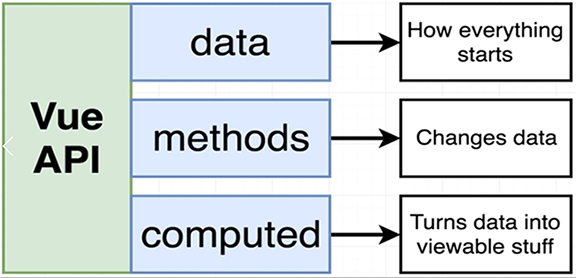 Vue
API
data
How everything
starts
methods
Changes data
computed
Turns data into
viewable stuff